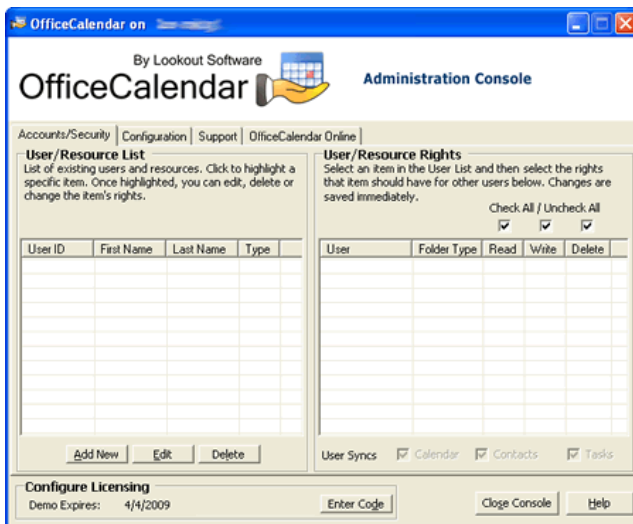 OfficeCalendar on
By Lookout Software
OfficeCalendar
Administration Console
Accounts/Security Configuration Support OfficeCalendar Online
User/Resource List
List of existing users and resources. Click to highlight a
specific item. Once highlighted, you can edit, delete or
change the item's rights.
User ID First Name Last Name Type
Add New Edit Delete
User/Resource Rights
Select an item in the User List and then select the rights
that item should have for other users below. Changes are
saved immediately.
Check All / Uncheck All
User Folder Type Read Write Delete
User Syncs Calendar Contacts Tasks
Configure Licensing
Demo Expires: 4/4/2009
Enter Code
Close Console Help